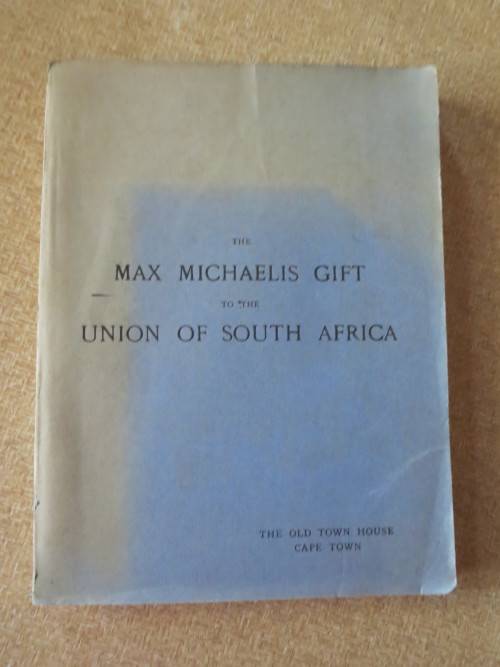 THE
MAX MICHAELIS GIFT
TO THE
UNION OF SOUTH AFRICA
THE OLD TOWN HOUSE
CAPE TOWN